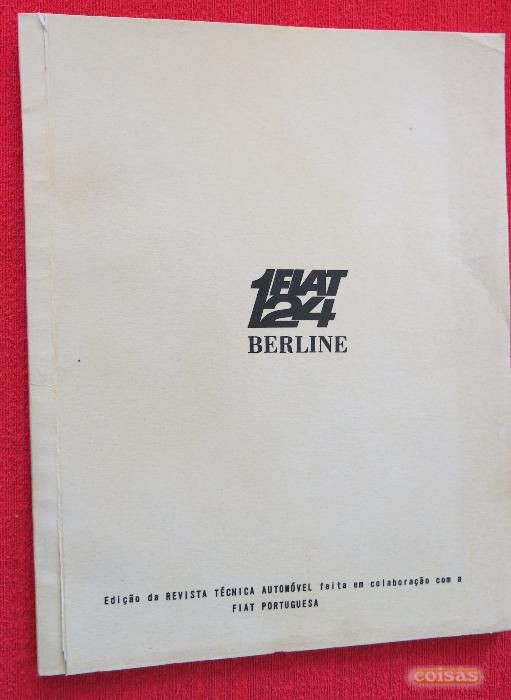 FIAT
124
BERLINE
Edição da REVISTA TÉCNICA AUTOMÓVEL feita em colaboração com a
FIAT PORTUGUESA
coisas